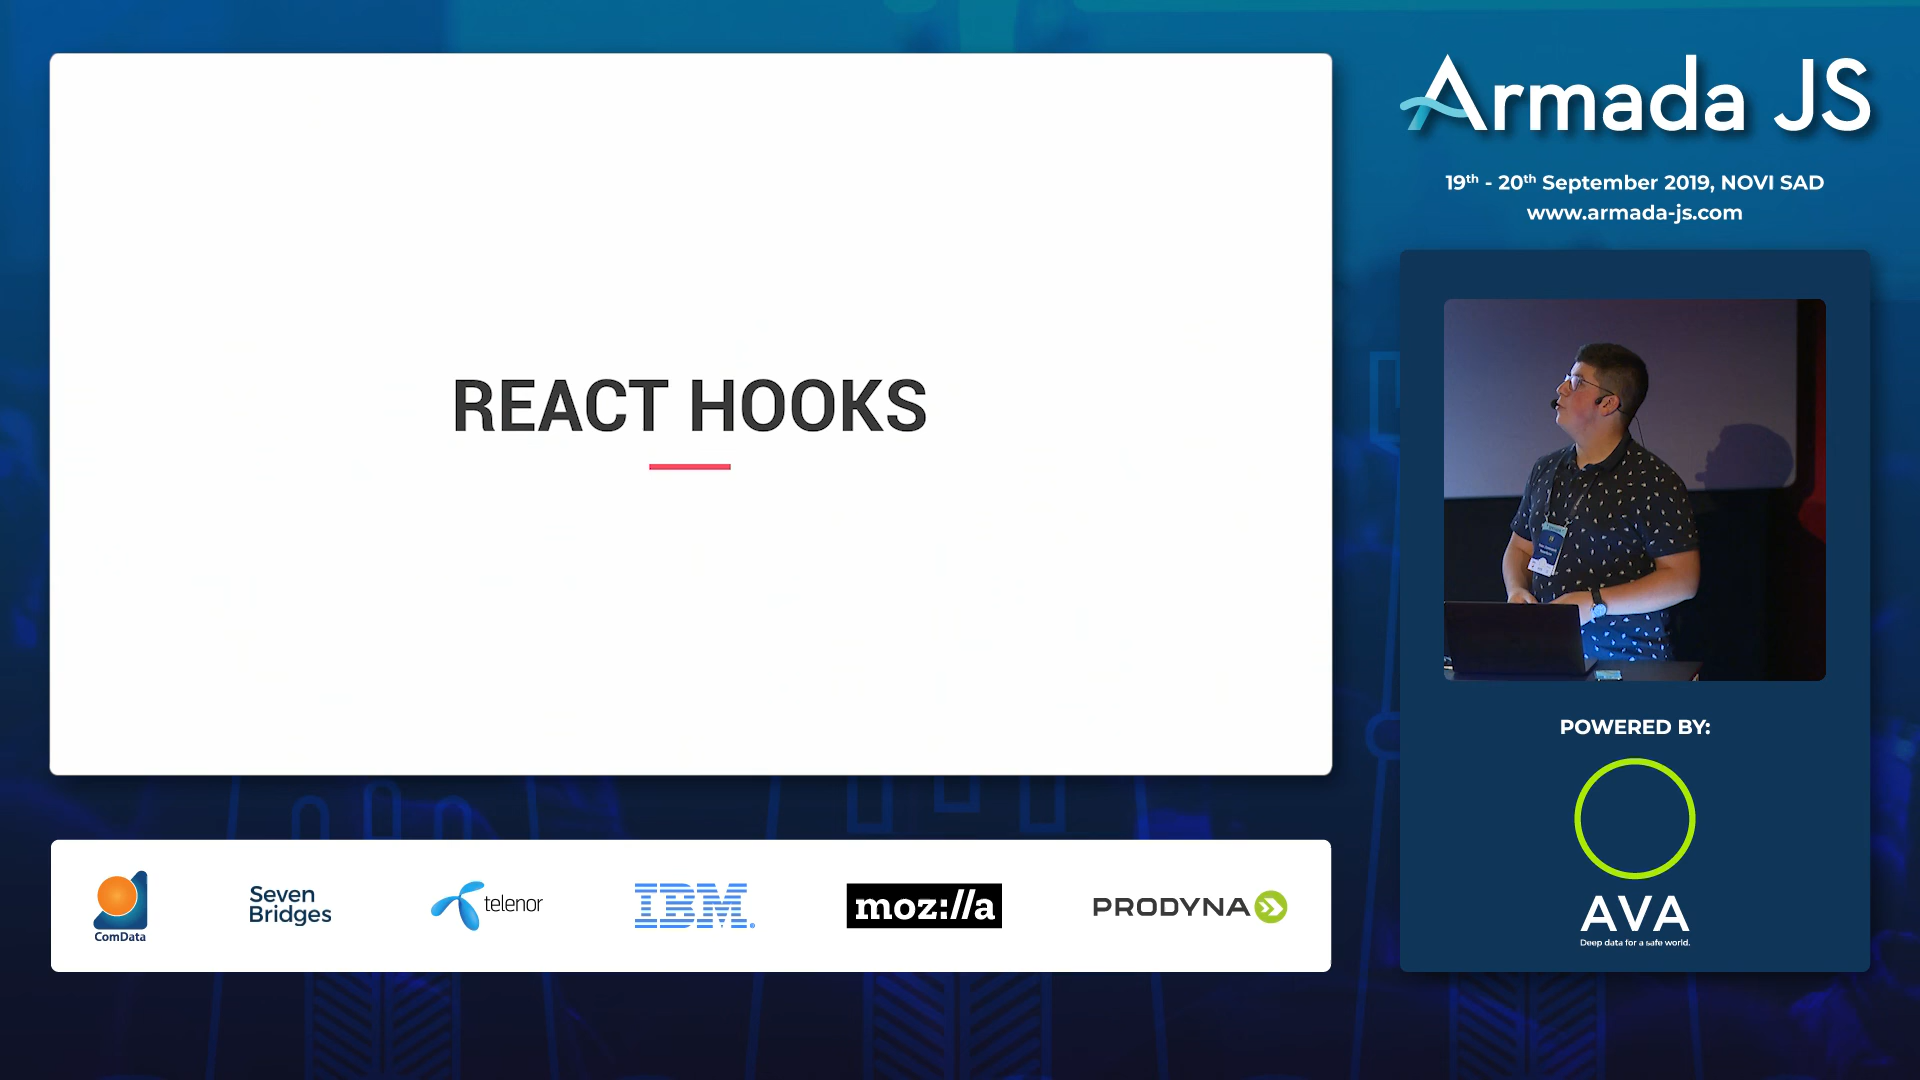 REACT HOOKS
Armada JS
19th - 20th September 2019, NOVI SAD
www.armada-js.com
POWERED BY:
AVA
Deep data for a safe world.
ComData
Seven
Bridges
telenor
IBM
moz://a
PRODYNA